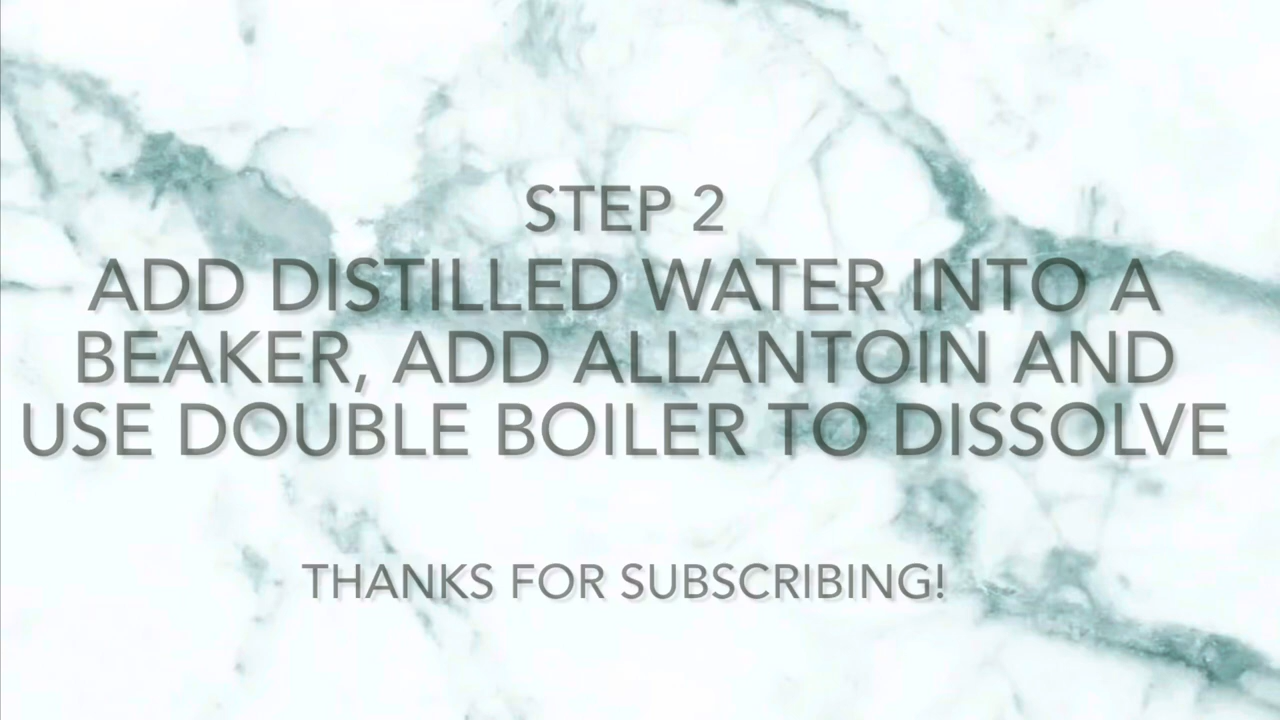 STEP 2
ADD DISTILLED WATER INTO A
BEAKER, ADD ALLANTOIN AND
USE DOUBLE BOILER TO DISSOLVE
THANKS FOR SUBSCRIBING!